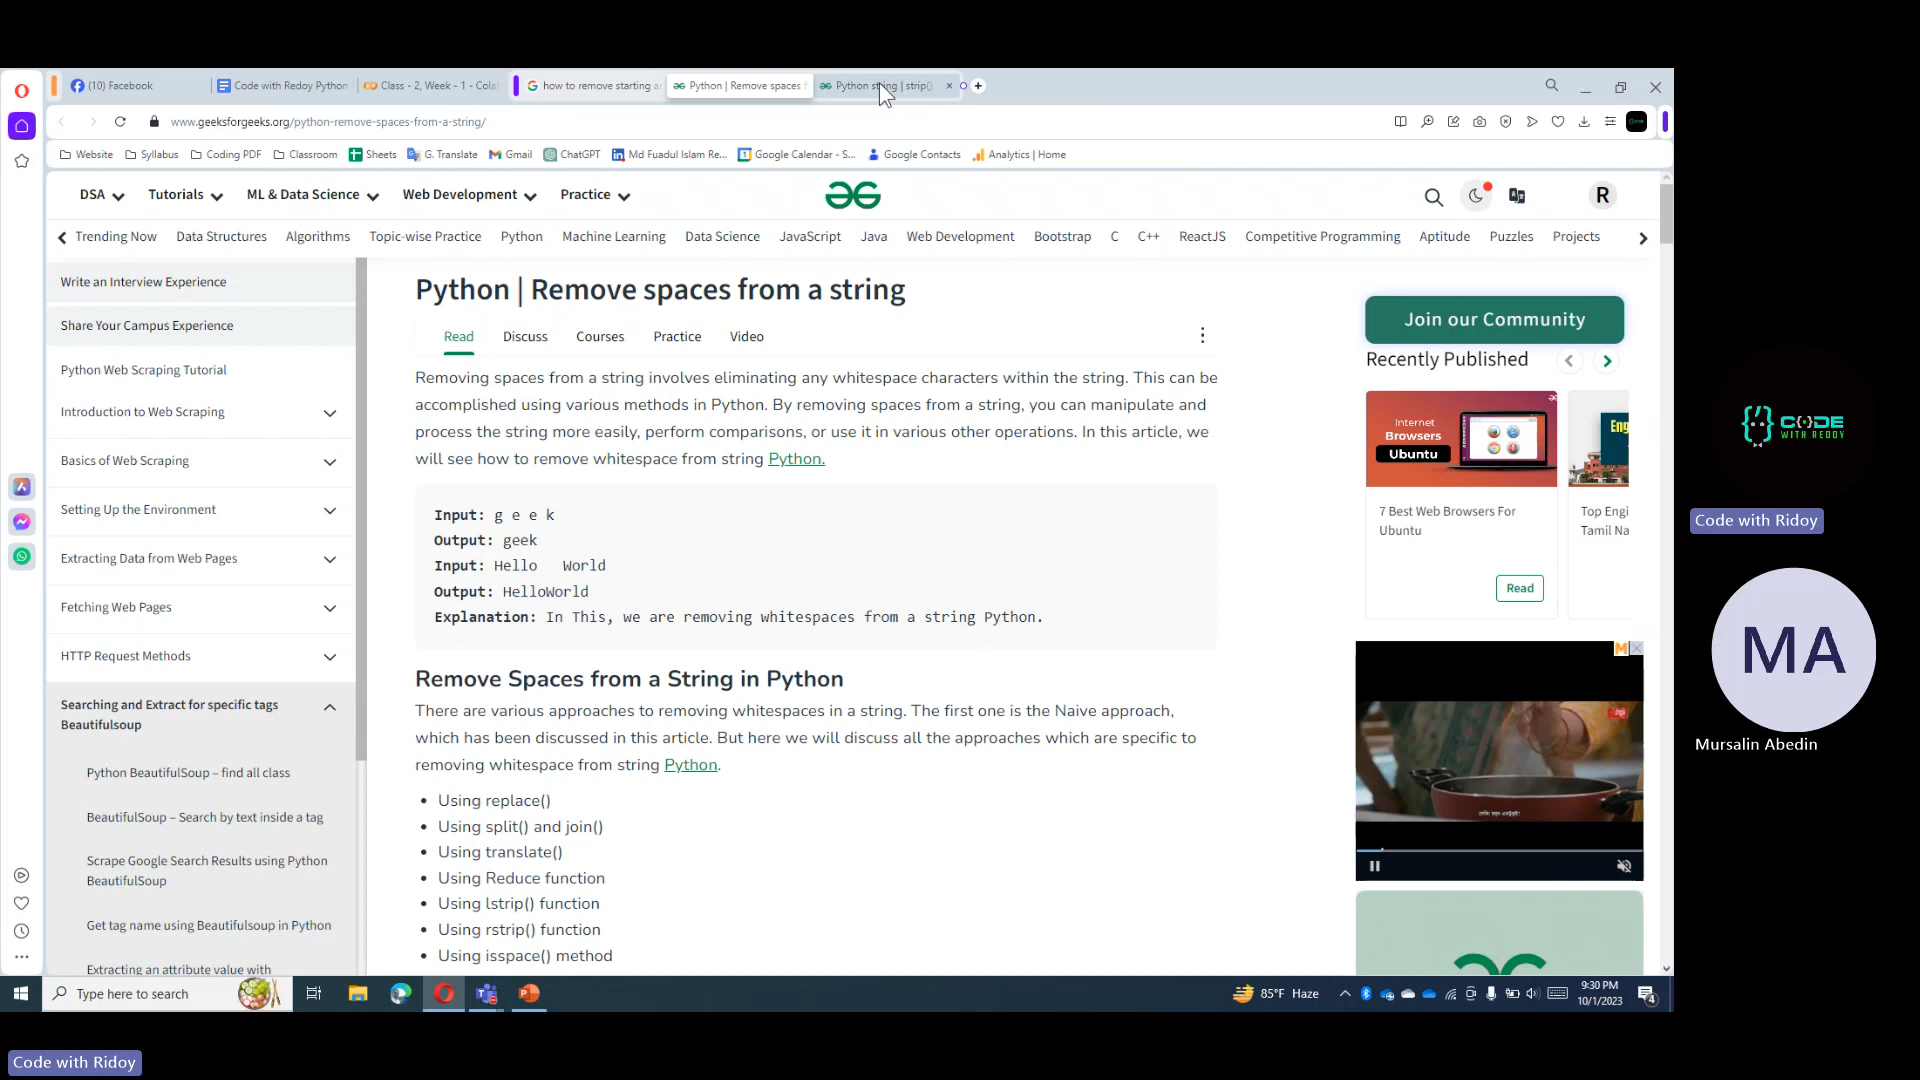 (10) Facebook
Code with Redoy Python
Class - 2, Week - 1 - Cola
how to remove starting a
Python | Remove spaces f
Python string | strip()
www.geeksforgeeks.org/python-remove-spaces-from-a-string/
Website
Syllabus
Coding PDF
Classroom
Sheets
G. Translate
Gmail
ChatGPT
Md Fuadul Islam Re...
Google Calendar - S...
Google Contacts
Analytics | Home
DSA
Tutorials
ML & Data Science
Web Development
Practice
R
Trending Now
Data Structures
Algorithms
Topic-wise Practice
Python
Machine Learning
Data Science
JavaScript
Java
Web Development
Bootstrap
C
C++
ReactJS
Competitive Programming
Aptitude
Puzzles
Projects
Write an Interview Experience
Share Your Campus Experience
Python Web Scraping Tutorial
Introduction to Web Scraping
Basics of Web Scraping
Setting Up the Environment
Extracting Data from Web Pages
Fetching Web Pages
HTTP Request Methods
Searching and Extract for specific tags
Beautifulsoup
Python BeautifulSoup – find all class
BeautifulSoup – Search by text inside a tag
Scrape Google Search Results using Python
BeautifulSoup
Get tag name using Beautifulsoup in Python
Extracting an attribute value with
Python | Remove spaces from a string
Read
Discuss
Courses
Practice
Video
Removing spaces from a string involves eliminating any whitespace characters within the string. This can be
accomplished using various methods in Python. By removing spaces from a string, you can manipulate and
process the string more easily, perform comparisons, or use it in various other operations. In this article, we
will see how to remove whitespace from string Python.
Input: g e e k
Output: geek
Input: Hello   World
Output: HelloWorld
Explanation: In This, we are removing whitespaces from a string Python.
Remove Spaces from a String in Python
There are various approaches to removing whitespaces in a string. The first one is the Naive approach,
which has been discussed in this article. But here we will discuss all the approaches which are specific to
removing whitespace from string Python.
• Using replace()
• Using split() and join()
• Using translate()
• Using Reduce function
• Using lstrip() function
• Using rstrip() function
• Using isspace() method
Join our Community
Recently Published
Internet
Browsers
Ubuntu
Eng
7 Best Web Browsers For
Ubuntu
Top Engi
Tamil Na
Read
CODE
WITH REDOY
Code with Ridoy
MA
Mursalin Abedin
Type here to search
85°F Haze
9:30 PM
10/1/2023
4
Code with Ridoy